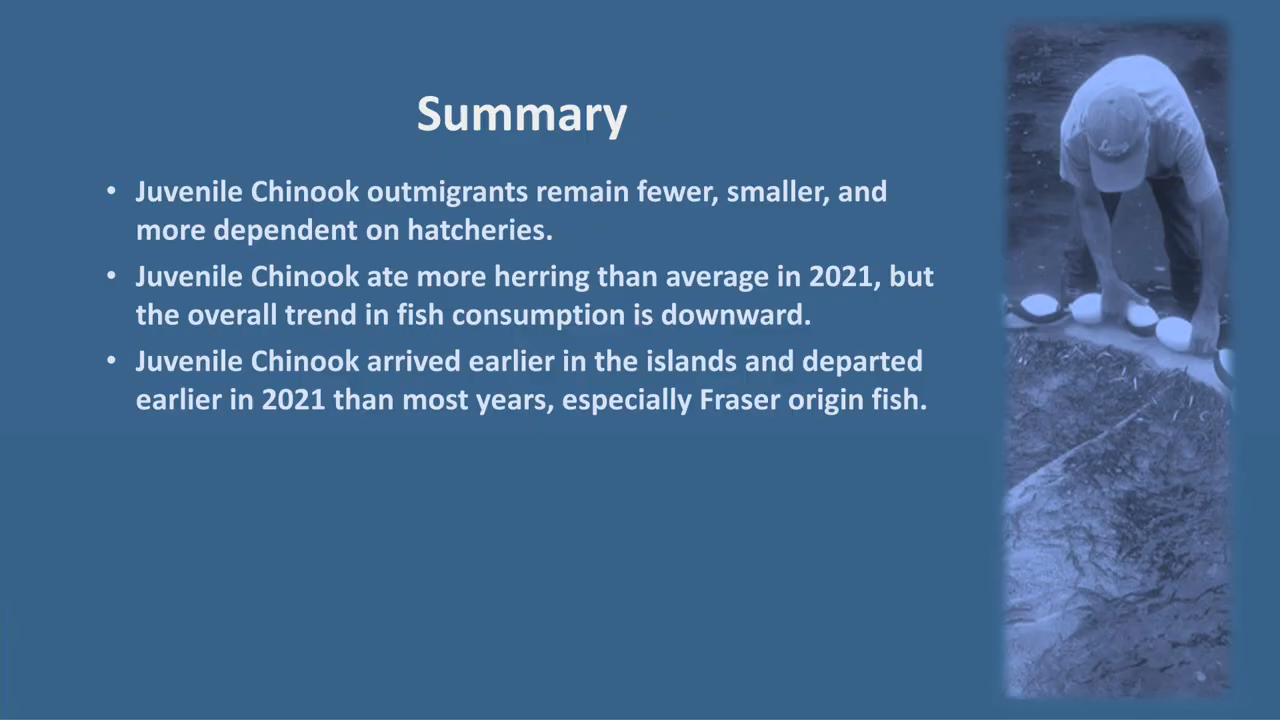 Summary
• Juvenile Chinook outmigrants remain fewer, smaller, and
more dependent on hatcheries.
• Juvenile Chinook ate more herring than average in 2021, but
the overall trend in fish consumption is downward.
• Juvenile Chinook arrived earlier in the islands and departed
earlier in 2021 than most years, especially Fraser origin fish.